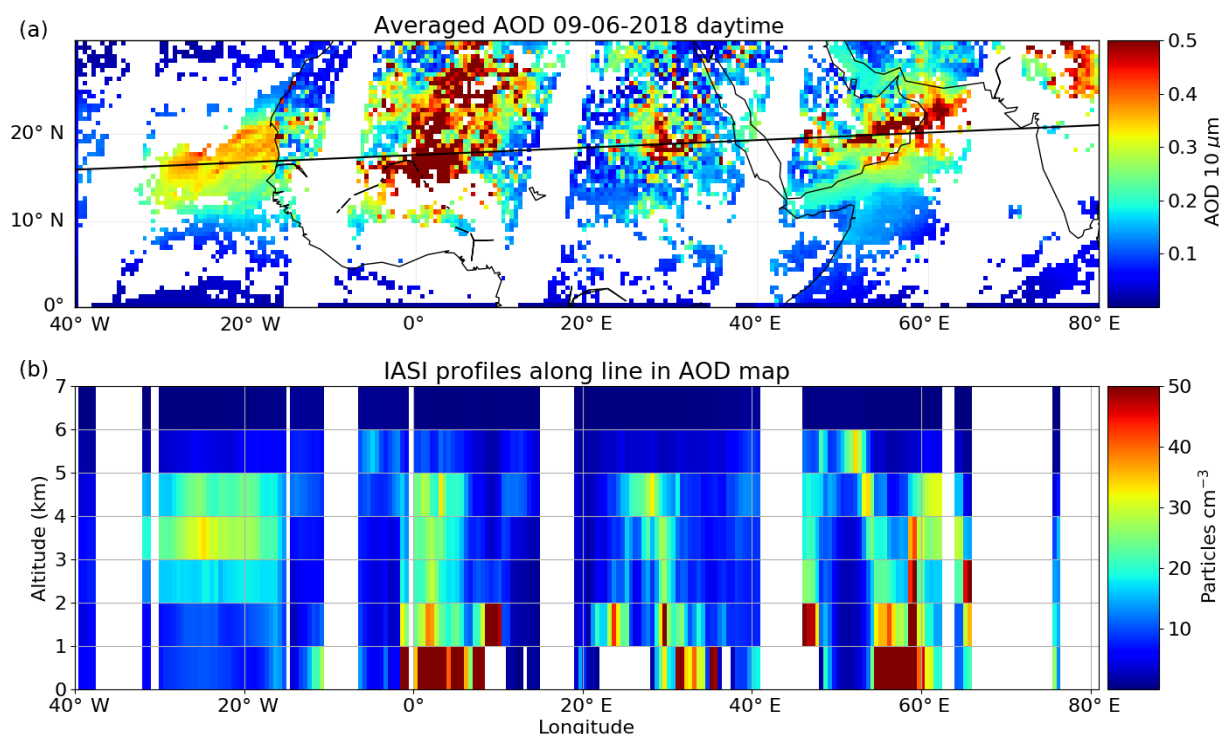 (a)
Averaged AOD 09-06-2018 daytime
20° N
10° N
0°
40° W
20° W
0°
20° E
40° E
60° E
80° E
0.5
0.4
0.3
0.2
0.1
AOD 10 μm
(b)
IASI profiles along line in AOD map
Altitude (km)
7
6
5
4
3
2
1
0
40° W
20° W
0°
20° E
40° E
60° E
80° E
Longitude
50
40
30
20
10
Particles cm⁻³